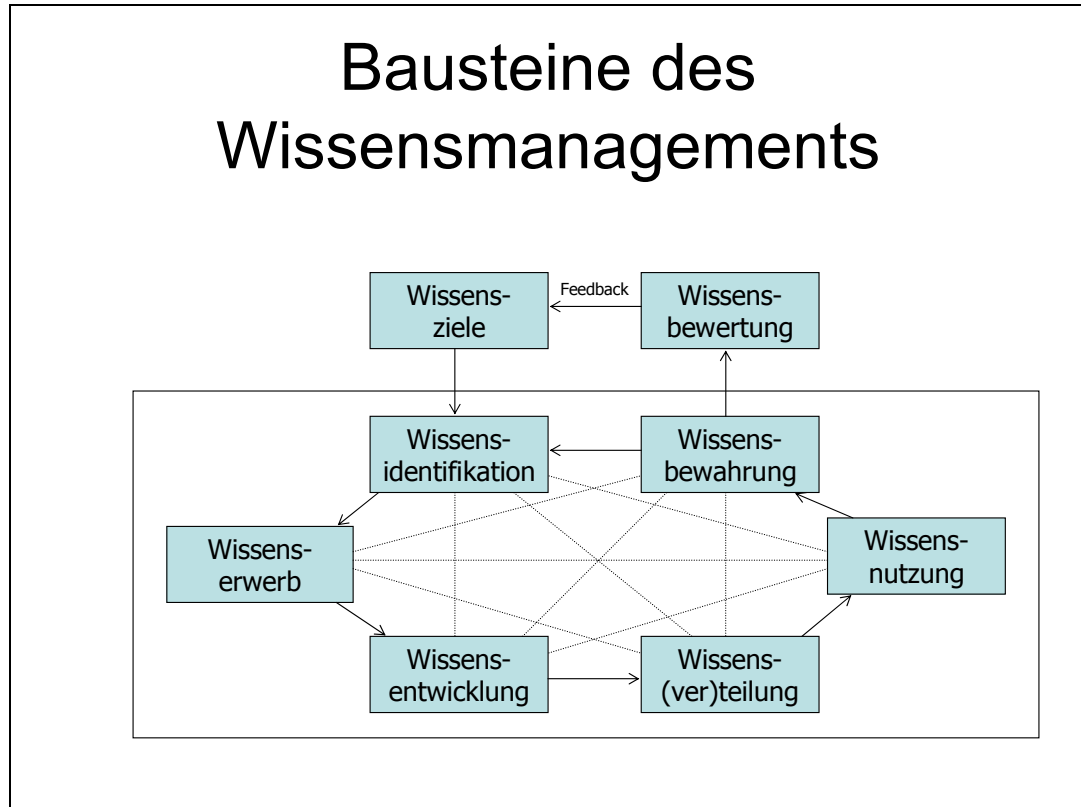 Bausteine des
Wissensmanagements
Wissens-
ziele
Feedback
Wissens-
bewertung
Wissens-
identifikation
Wissens-
bewahrung
Wissens-
erwerb
Wissens-
nutzung
Wissens-
entwicklung
Wissens-
(ver)teilung